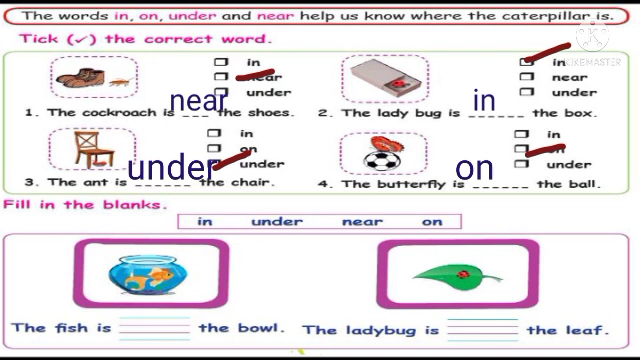 The words in, on, under and near help us know where the caterpillar is.
Tick (✓) the correct word.
in
near
under
near
1. The cockroach is ___ the shoes.
in
near
under
in
2. The lady bug is ______ the box.
in
on
under
under
3. The ant is ______ the chair.
in
on
under
on
4. The butterfly is ______ the ball.
Fill in the blanks.
in under near on
The fish is ______ the bowl.
The ladybug is ______ the leaf.
KINEMASTER